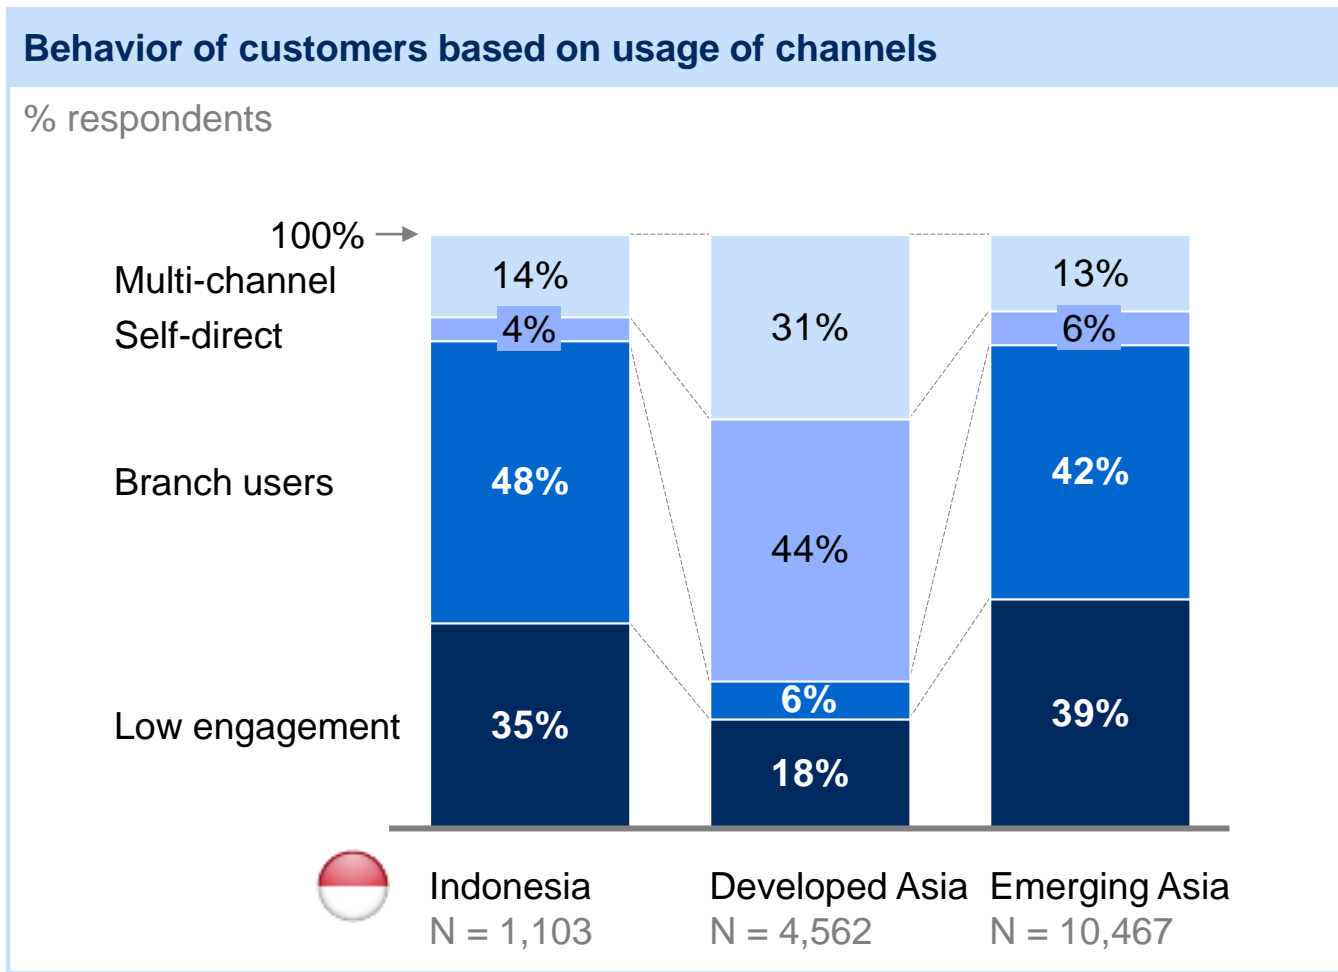 Behavior of customers based on usage of channels
% respondents
100%
Multi-channel
14%
31%
13%
Self-direct
4%
44%
6%
Branch users
48%
6%
42%
Low engagement
35%
18%
39%
Indonesia
N = 1,103
Developed Asia
N = 4,562
Emerging Asia
N = 10,467